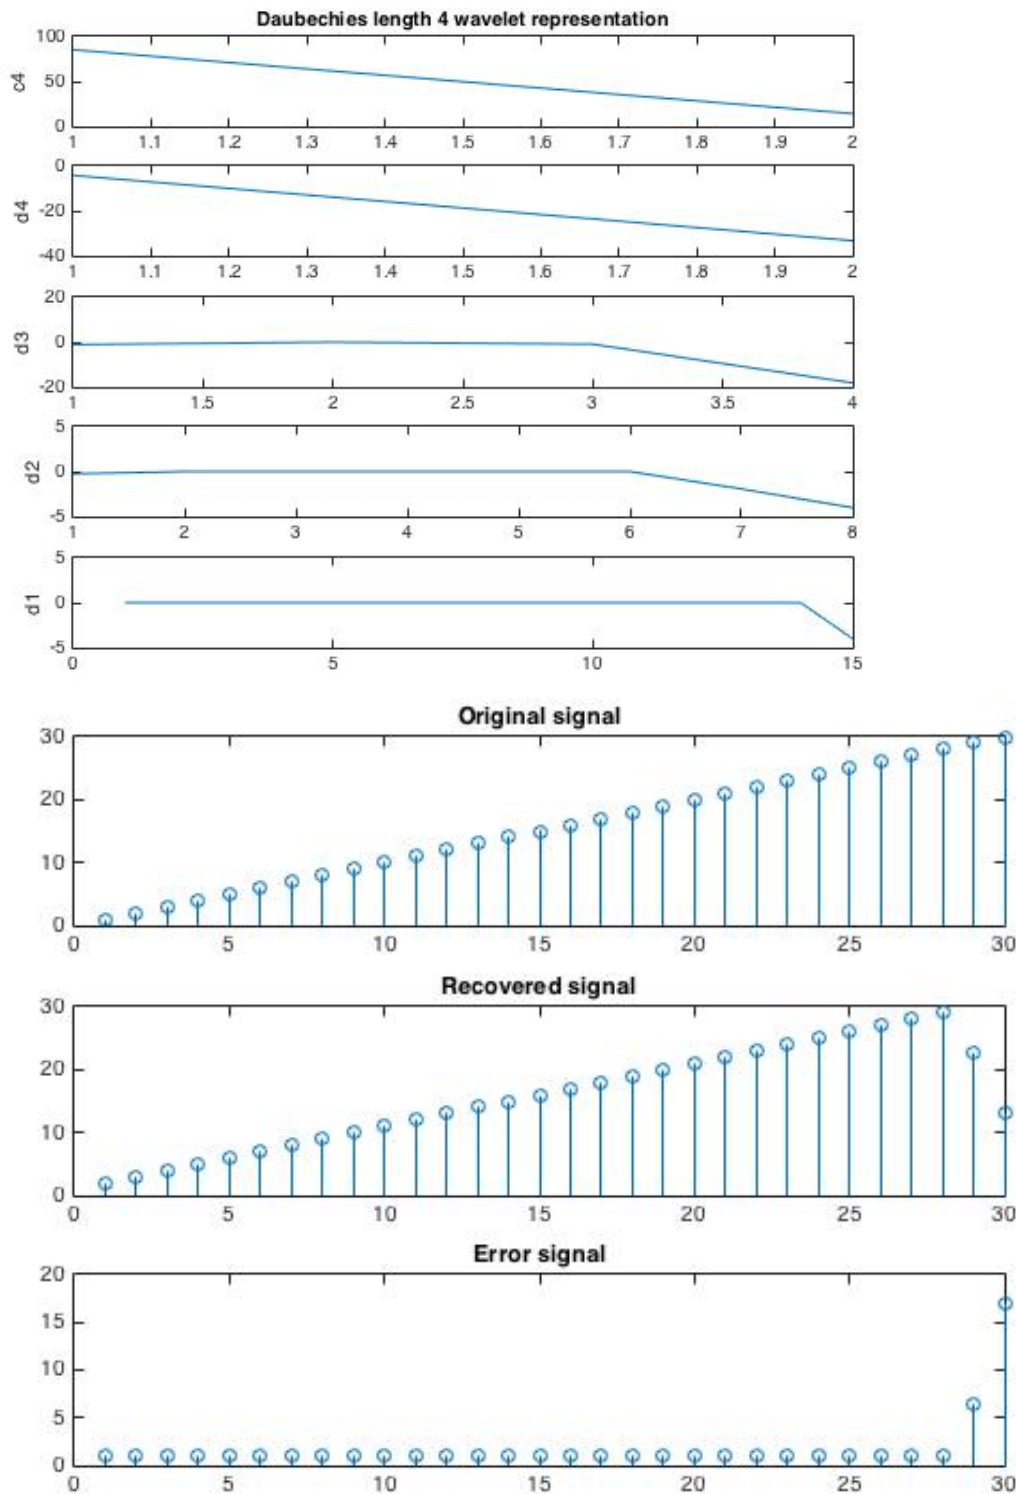 Daubechies length 4 wavelet representation
100
50
0
c4
1 1.1 1.2 1.3 1.4 1.5 1.6 1.7 1.8 1.9 2
0
-20
-40
d4
1 1.1 1.2 1.3 1.4 1.5 1.6 1.7 1.8 1.9 2
20
0
-20
d3
1 1.5 2 2.5 3 3.5 4
5
0
-5
d2
1 2 3 4 5 6 7 8
5
0
-5
d1
0 5 10 15
Original signal
30
20
10
0
0 5 10 15 20 25 30
Recovered signal
30
20
10
0
0 5 10 15 20 25 30
Error signal
20
15
10
5
0
0 5 10 15 20 25 30